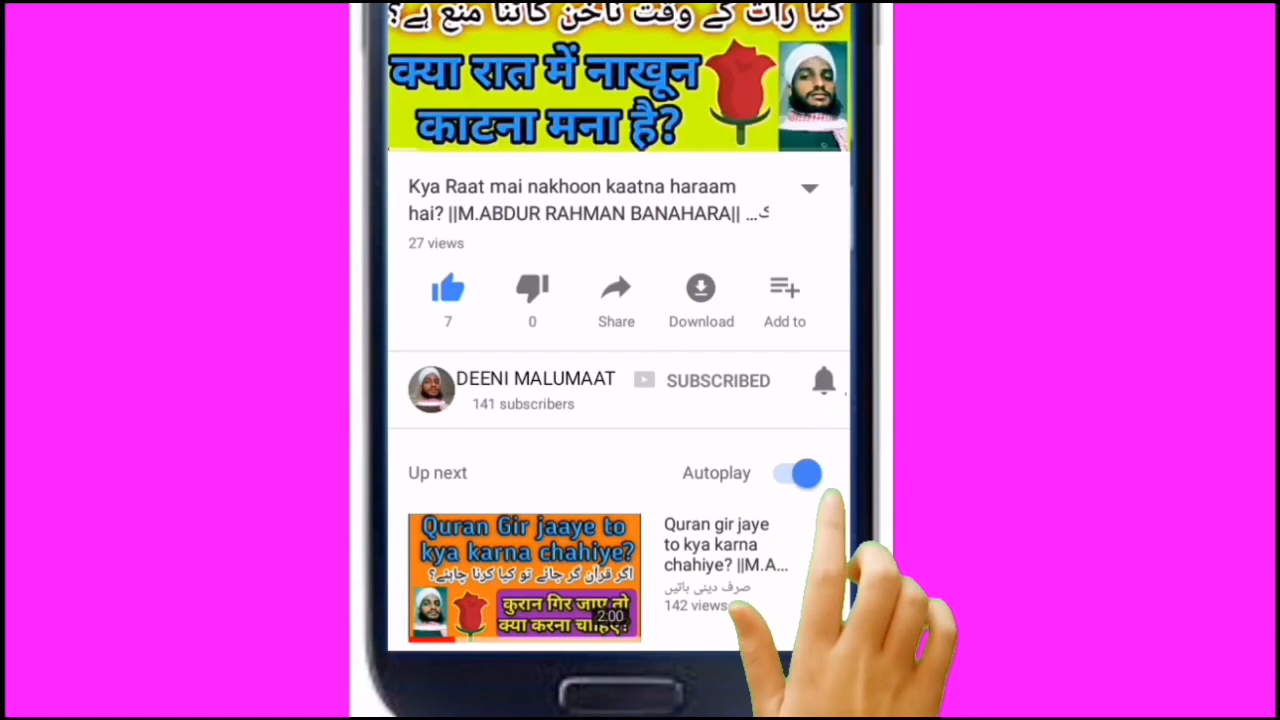 کیا رات کے وقت ناخن کاٹنا منع ہے؟
क्या रात में नाखून
काटना मना है?
Kya Raat mai nakhoon kaatna haraam
hai? ||M.ABDUR RAHMAN BANAHARA|| ...ک
27 views
7
0
Share
Download
Add to
DEENI MALUMAAT
SUBSCRIBED
141 subscribers
Up next
Autoplay
Quran Gir jaaye to
kya karna chahiye?
اگر قرآن گر جائے تو کیا کرنا چاہئے؟
कुरान गिर जाए तो
क्या करना चाहिए?
2:00
Quran gir jaye
to kya karna
chahiye? ||M.A...
صرف دینی باتیں
142 views